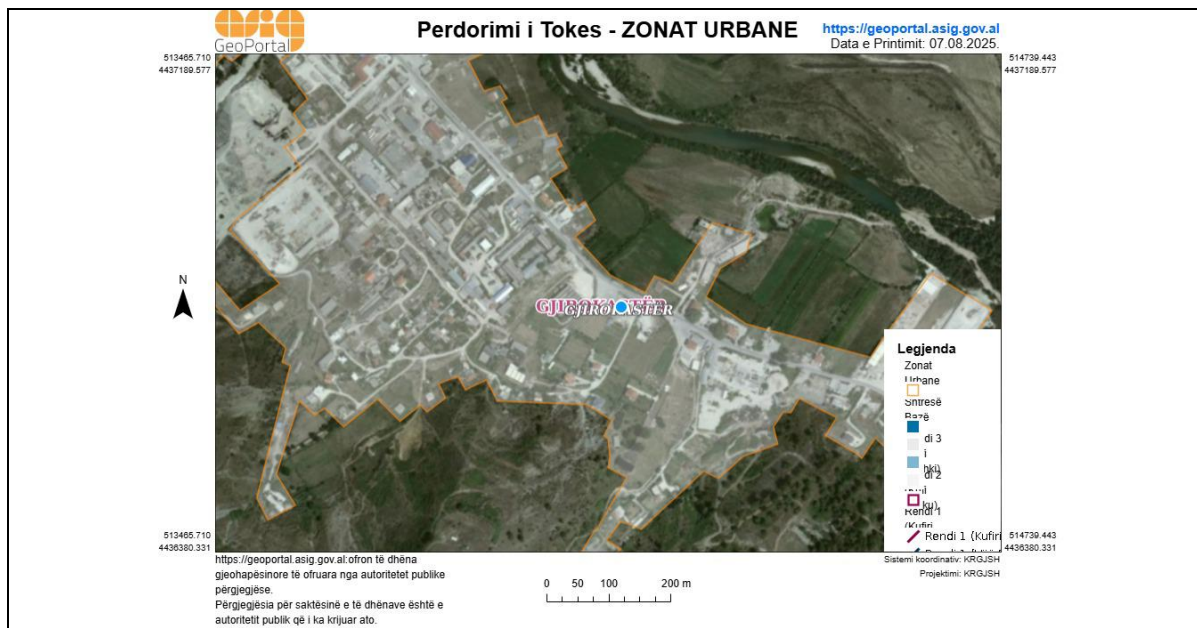 asig
GeoPortal
Perdorimi i Tokes - ZONAT URBANE
https://geoportal.asig.gov.al
Data e Printimit: 07.08.2025.
513465.710
4437189.577
514739.443
4437189.577
N
GJIROKASTËR
GJIROKASTËR
Legjenda
Zonat
Urbane
Shtresë
Bazë
di 3
di 2
Rendi 1
(Kufiri
Rendi 1 (Kufiri
513465.710
4436380.331
514739.443
4436380.331
Sistemi koordinativ: KRGJSH
Projektimi: KRGJSH
https://geoportal.asig.gov.al:ofron të dhëna
gjeohapësinore të ofruara nga autoritetet publike
përgjegjëse.
Përgjegjësia për saktësinë e të dhënave është e
autoritetit publik që i ka krijuar ato.
0 50 100 200 m